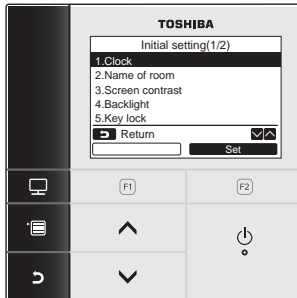 TOSHIBA
Initial setting(1/2)
1.Clock
2.Name of room
3.Screen contrast
4.Backlight
5.Key lock
Return
Set
F1
F2